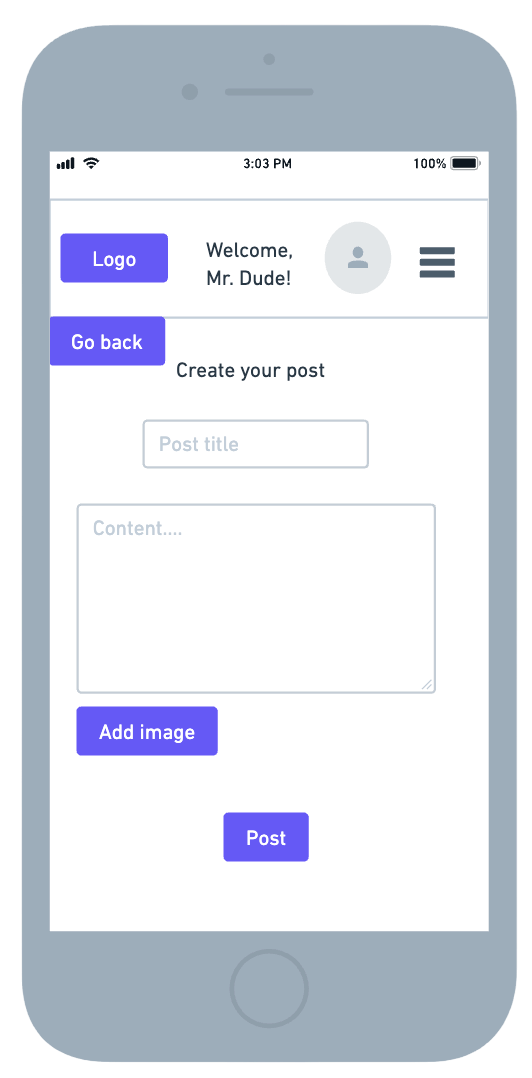 3:03 PM
100%
Logo
Welcome,
Mr. Dude!
Go back
Create your post
Post title
Content....
Add image
Post